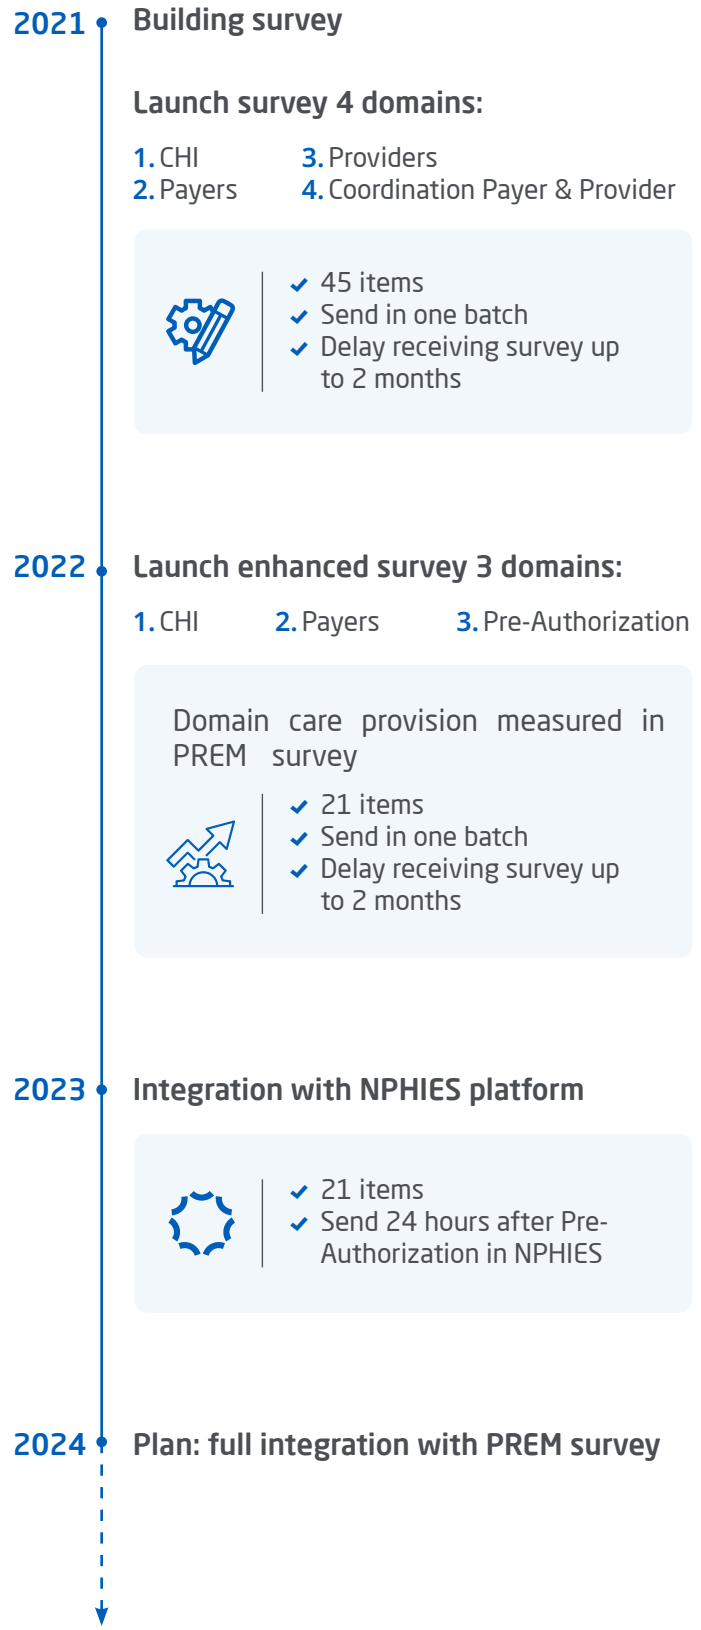 2021
Building survey
Launch survey 4 domains:
1. CHI
2. Payers
3. Providers
4. Coordination Payer & Provider
45 items
Send in one batch
Delay receiving survey up
to 2 months
2022
Launch enhanced survey 3 domains:
1. CHI
2. Payers
3. Pre-Authorization
Domain care provision measured in
PREM survey
21 items
Send in one batch
Delay receiving survey up
to 2 months
2023
Integration with NPHIES platform
21 items
Send 24 hours after Pre-
Authorization in NPHIES
2024
Plan: full integration with PREM survey